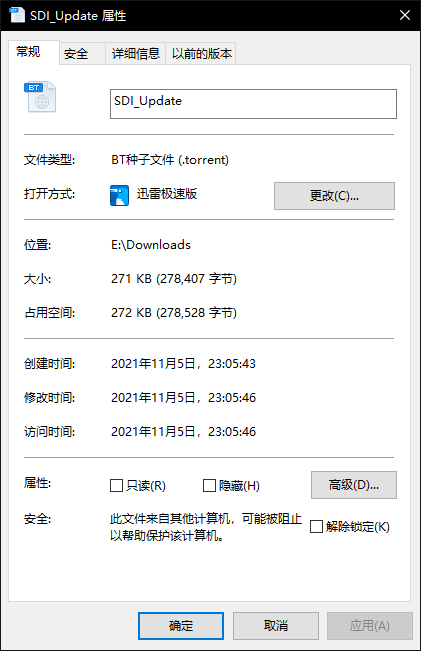 SDI_Update 属性
常规 安全 详细信息 以前的版本
BT
SDI_Update
文件类型: BT种子文件 (.torrent)
打开方式: 迅雷极速版 更改(C)...
位置: E:\Downloads
大小: 271 KB (278,407 字节)
占用空间: 272 KB (278,528 字节)
创建时间: 2021年11月5日，23:05:43
修改时间: 2021年11月5日，23:05:46
访问时间: 2021年11月5日，23:05:46
属性: 只读(R) 隐藏(H) 高级(D)...
安全: 此文件来自其他计算机，可能被阻止
以帮助保护该计算机。 解除锁定(K)
确定 取消 应用(A)